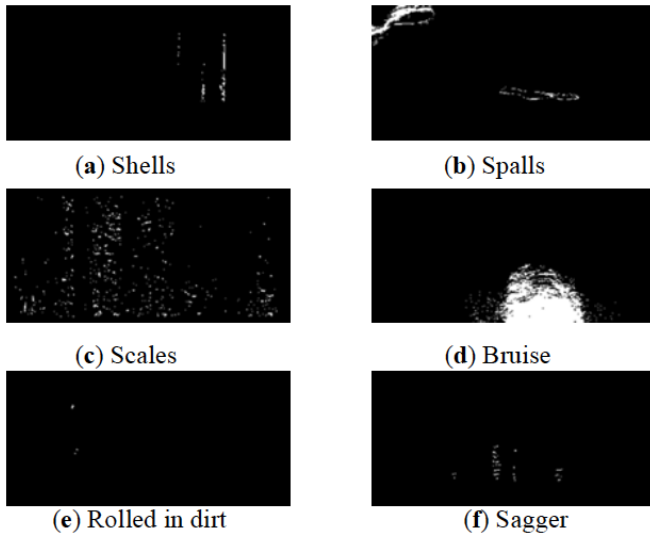 (a) Shells
(b) Spalls
(c) Scales
(d) Bruise
(e) Rolled in dirt
(f) Sagger